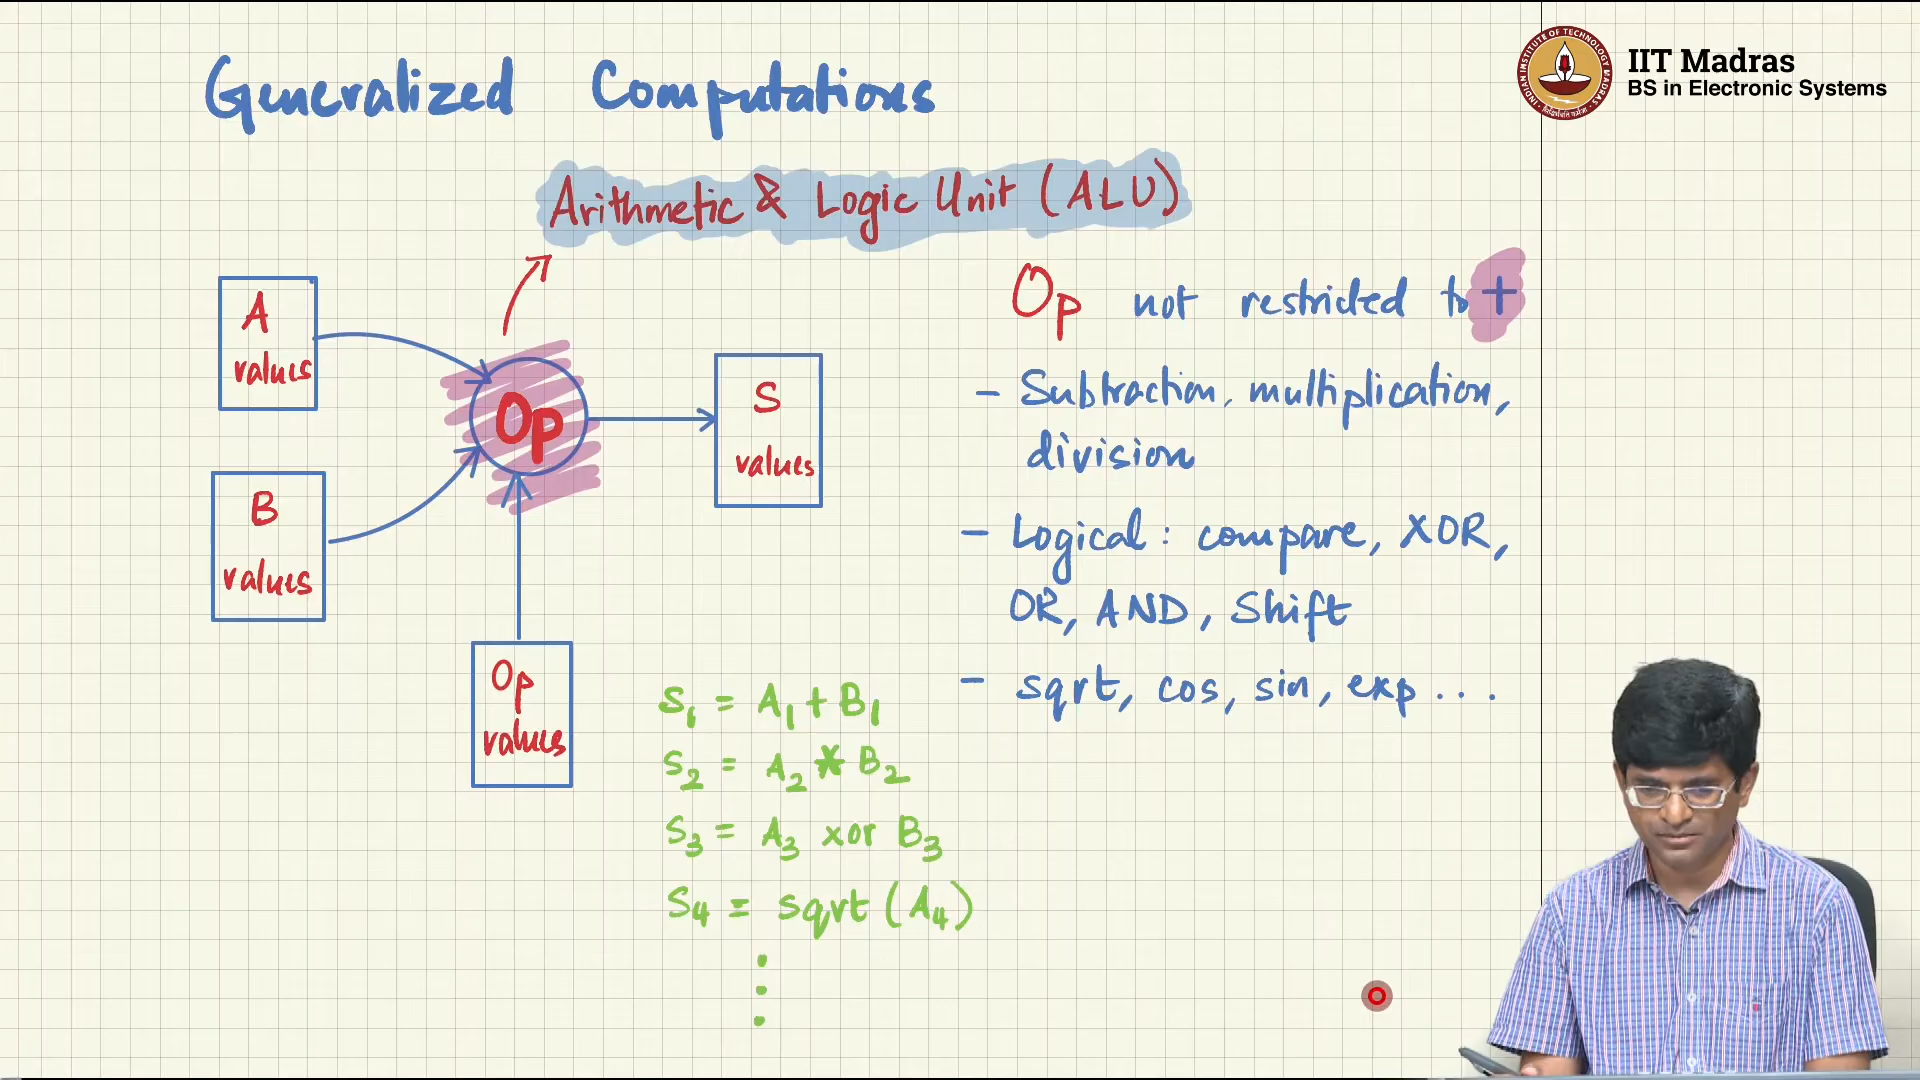 Generalized Computations
IIT Madras
BS in Electronic Systems
Arithmetic & Logic Unit (ALU)
A
values
B
values
Op
Op
values
S
values
Op not restricted to +
- Subtraction, multiplication,
division
- Logical: compare, XOR,
OR, AND, Shift
- sqrt, cos, sin, exp ...
S1 = A1 + B1
S2 = A2 * B2
S3 = A3 xor B3
S4 = sqrt (A4)